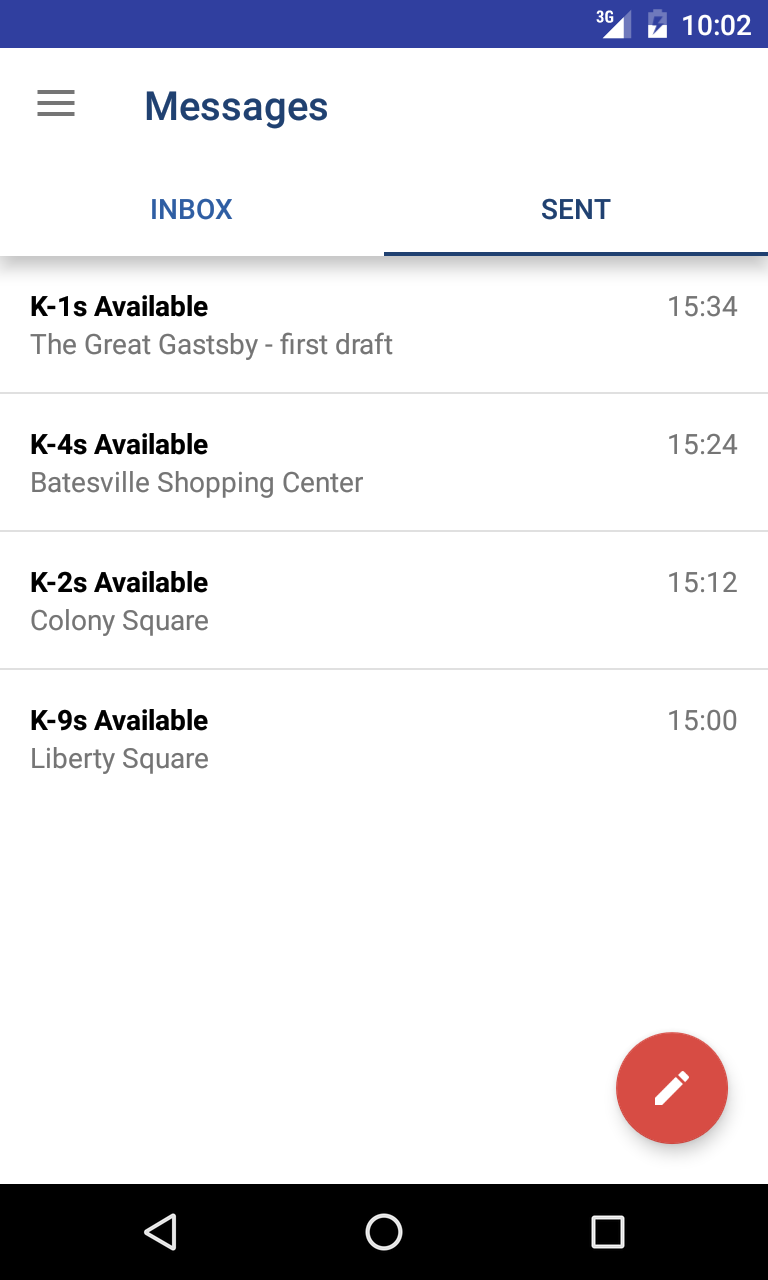 3G 10:02
Messages
INBOX SENT
K-1s Available 15:34
The Great Gastsby - first draft
K-4s Available 15:24
Batesville Shopping Center
K-2s Available 15:12
Colony Square
K-9s Available 15:00
Liberty Square